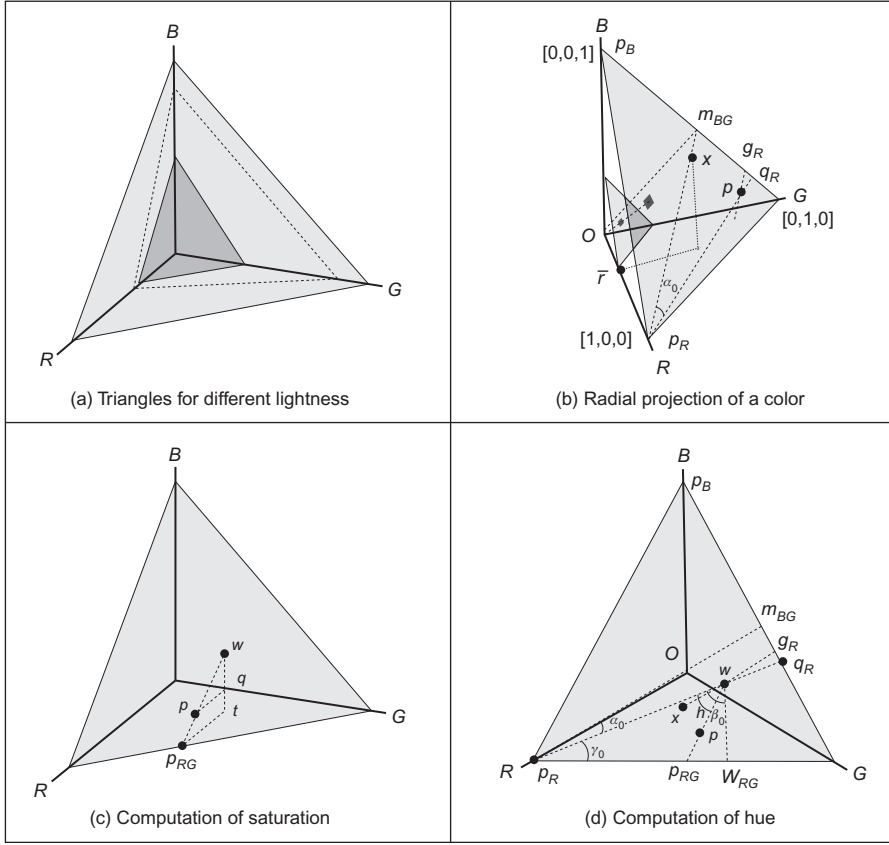 B
G
R
(a) Triangles for different lightness
B
[0,0,1] p_B
m_BG
x
g_R
q_R
p
G
[0,1,0]
O
r̅
α_0
[1,0,0] p_R
R
(b) Radial projection of a color
B
w
q
p
t
G
p_RG
R
(c) Computation of saturation
B
p_B
m_BG
g_R
O
w q_R
x h β_0
α_0
p
γ_0
R p_R p_RG W_RG G
(d) Computation of hue